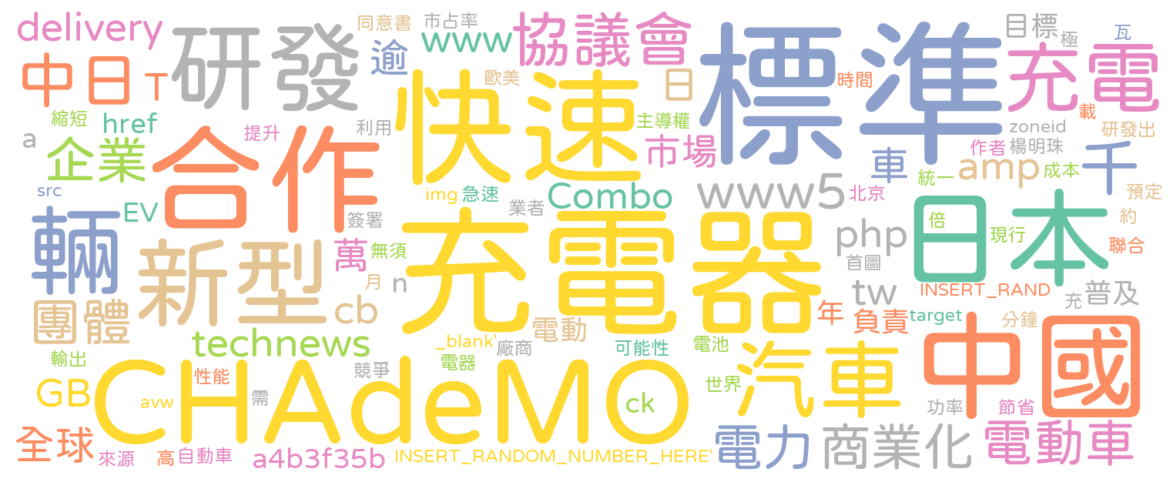 delivery
中日
T
研發
同意書
逾
市占率
www
協議會
歐美
日
標準
時間
目標
極
瓦
充電
載
縮短
href
a
企業
提升
利用
合作
快速
主導權
市場
車
zoneid
作者
楊明珠
研發出
千
src
EV
輛
簽署
img
急速
業者
Combo
www5
北京
統一
amp
成本
預定
約
新型
萬
無須
月
n
充電器
php
首圖
日本
倍
現行
聯合
團體
cb
tw
INSERT_RAND
充
普及
technews
_blank'
電器
電動
廠商
可能性
電池
年
負責
target
分鐘
中國
輸出
GB
avw
性能
需
CHAdeMO
競爭
ck
世界
汽車
功率
節省
全球
來源
高
自動車
a4b3f35b
INSERT_RANDOM_NUMBER_HERE'
電力
商業化
電動車